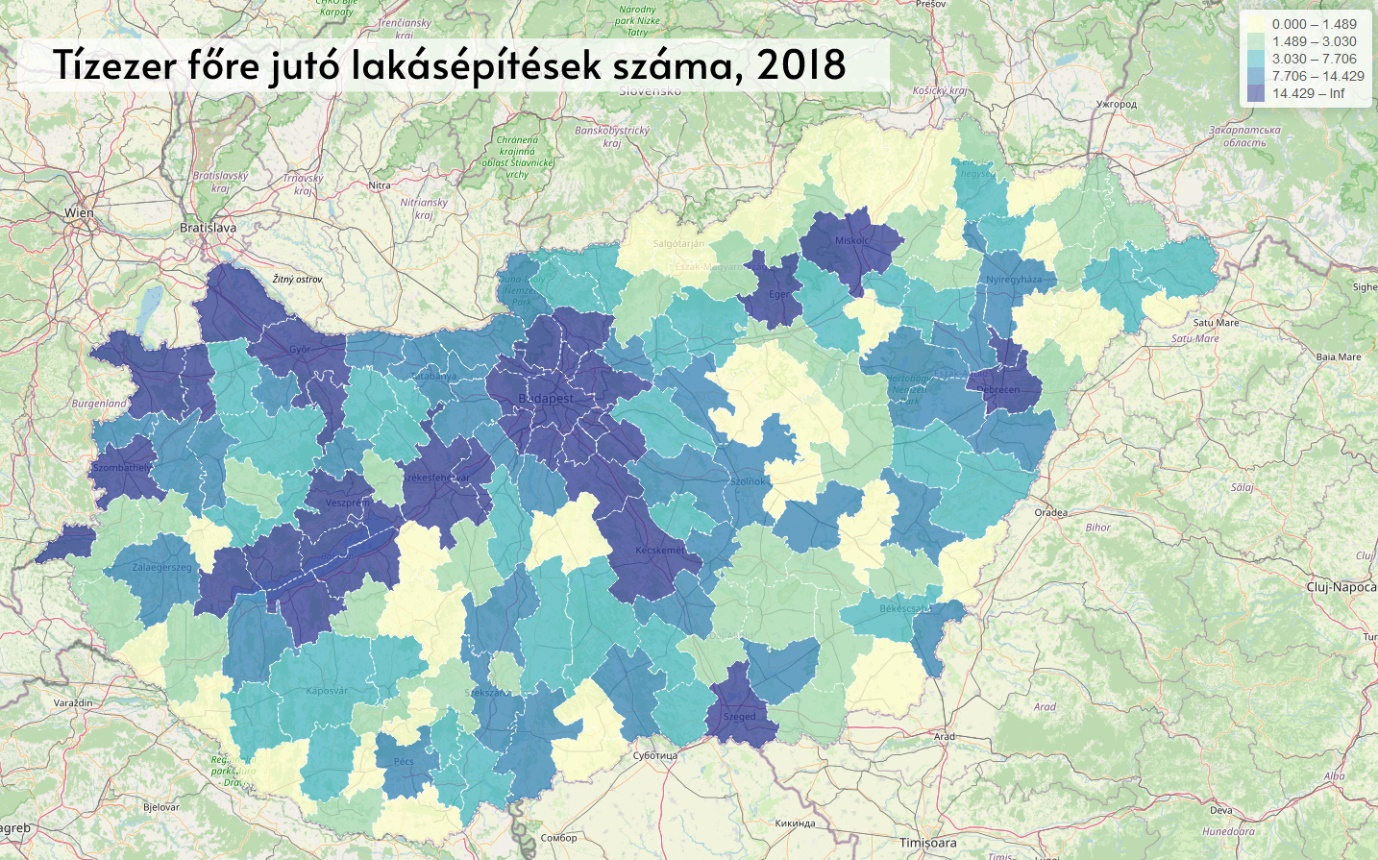 CHKO Biele
Karpaty
Trenčiansky
kraj
Národny
park Nízke
Tatry
Prešov
0.000 – 1.489
1.489 – 3.030
3.030 – 7.706
7.706 – 14.429
14.429 – Inf
Tízezer főre jutó lakásépítések száma, 2018
Slovensko
Košický kraj
Ужгород
Закарпатська
область
Banskobystrický
kraj
Chránená
krajinná
oblasť Štiavnické
vrchy
Bratislavský
kraj
Trnavský
kraj
Nitra
Nitriansky
kraj
Wien
Bratislava
Salgótarján
Miskolc
Žitný ostrov
Eger
Nyíregyháza
Satu Mare
Satu Mare
Baia Mare
Győr
Tatabánya
Budapest
Debrecen
Burgenland
Szombathely
Székesfehérvár
Veszprém
Szolnok
Sălaj
Oradea
Bihor
Kecskemét
Zalaegerszeg
Cluj-Napoca
Békéscsaba
Kaposvár
Szekszárd
Varaždin
Szeged
Arad
Arad
Суботица
Pécs
Alba
Bjelovar
Deva
Hunedoara
Сомбор
Кикинда
Timișoara